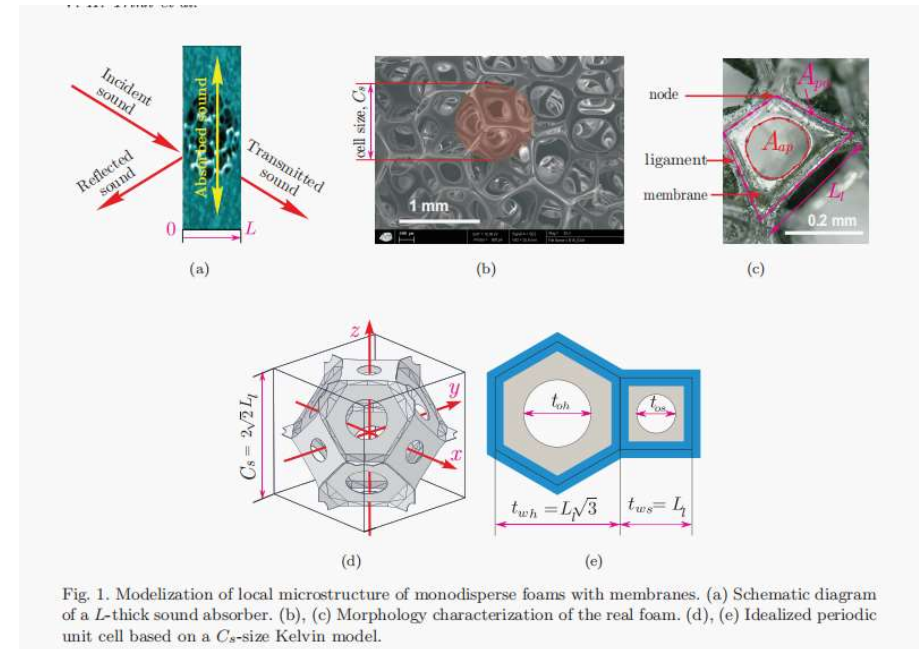 Incident
sound
Absorbed sound
Reflected
sound
Transmitted
sound
0
L
(a)
cell size, Cs
1 mm
(b)
node
ligament
membrane
Aap
Ll
0.2 mm
(c)
z
y
x
Cs = 2√2 Ll
(d)
toh
tos
twh = Ll√3
tws = Ll
(e)
Fig. 1. Modelization of local microstructure of monodisperse foams with membranes. (a) Schematic diagram
of a L-thick sound absorber. (b), (c) Morphology characterization of the real foam. (d), (e) Idealized periodic
unit cell based on a Cs-size Kelvin model.